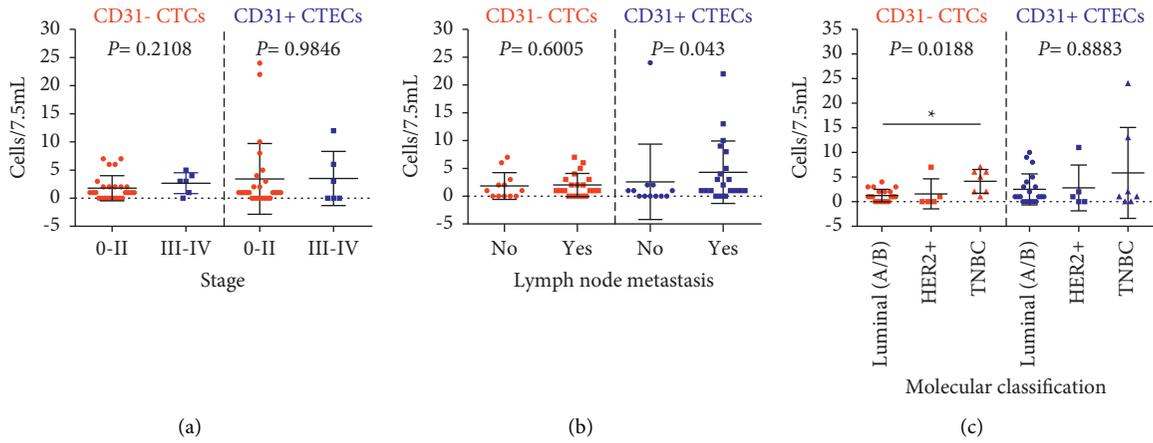 CD31- CTCs CD31+ CTECs
P= 0.2108 P= 0.9846
Cells/7.5mL
30
25
20
15
10
5
0
-5
0-II III-IV 0-II III-IV
Stage
(a)
CD31- CTCs CD31+ CTECs
P= 0.6005 P= 0.043
Cells/7.5mL
30
25
20
15
10
5
0
-5
No Yes No Yes
Lymph node metastasis
(b)
CD31- CTCs CD31+ CTECs
P= 0.0188 P= 0.8883
*
Cells/7.5mL
35
30
25
20
15
10
5
0
-5
Luminal (A/B)
HER2+
TNBC
Luminal (A/B)
HER2+
TNBC
Molecular classification
(c)